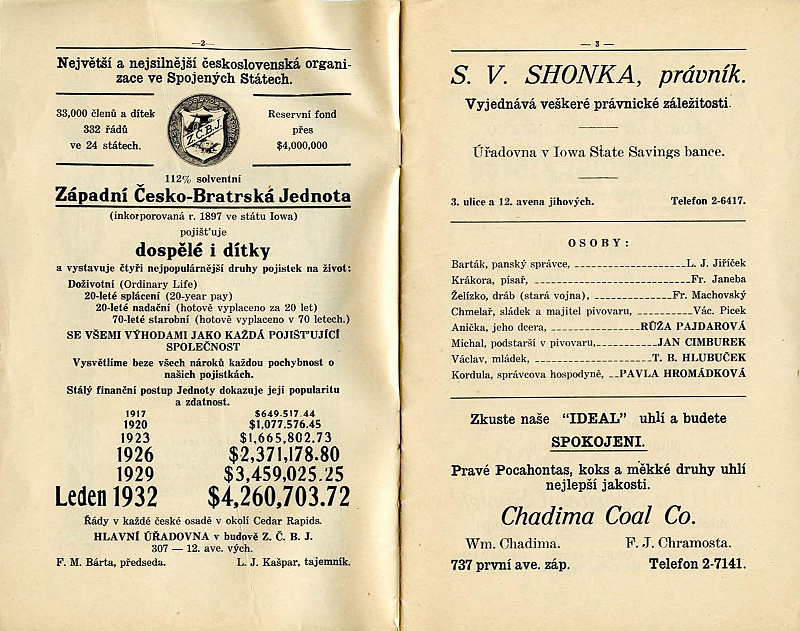 —2—
Největší a nejsilnější československá organi-
zace ve Spojených Státech.
33,000 členů a dítek
332 řádů
ve 24 státech.
Z.Č.B.J.
Reservní fond
přes
$4,000,000
112% solventní
Západní Česko-Bratrská Jednota
(inkorporovaná r. 1897 ve státu Iowa)
pojišťuje
dospělé i dítky
a vystavuje čtyři nejpopulárnější druhy pojistek na život:
Doživotní (Ordinary Life)
20-leté splácení (20-year pay)
20-leté nadační (hotově vyplaceno za 20 let)
70-leté starobní (hotově vyplaceno v 70 letech.)
SE VŠEMI VÝHODAMI JAKO KAŽDÁ POJIŠŤUJÍCÍ
SPOLEČNOST
Vysvětlíme beze všech nároků každou pochybnost o
našich pojistkách.
Stálý finanční postup Jednoty dokazuje její popularitu
a zdatnost.
1917 $649.517.44
1920 $1,077,576.45
1923 $1,665,802.73
1926 $2,371,178.80
1929 $3,459,025.25
Leden 1932 $4,260,703.72
Řády v každé české osadě v okolí Cedar Rapids.
HLAVNÍ ÚŘADOVNA v budově Z. Č. B. J.
307 — 12. ave. vých.
F. M. Bárta, předseda. L. J. Kašpar, tajemník.
— 3 —
S. V. SHONKA, právník.
Vyjednává veškeré právnické záležitosti.
Úřadovna v Iowa State Savings bance.
3. ulice a 12. avena jihových. Telefon 2-6417.
OSOBY:
Barták, panský správce, L. J. Jiříček
Krákora, písař, Fr. Janeba
Želízko, dráb (stará vojna), Fr. Machovský
Chmelař, sládek a majitel pivovaru, Vác. Picek
Anička, jeho dcera, RŮŽA PAJDAROVÁ
Michal, podstarší v pivovaru, JAN CIMBUREK
Václav, mládek, T. B. HLUBUČEK
Kordula, správcova hospodyně, PAVLA HROMÁDKOVÁ
Zkuste naše "IDEAL" uhlí a budete
SPOKOJENI.
Pravé Pocahontas, koks a měkké druhy uhlí
nejlepší jakosti.
Chadima Coal Co.
Wm. Chadima. F. J. Chramosta.
737 první ave. záp. Telefon 2-7141.